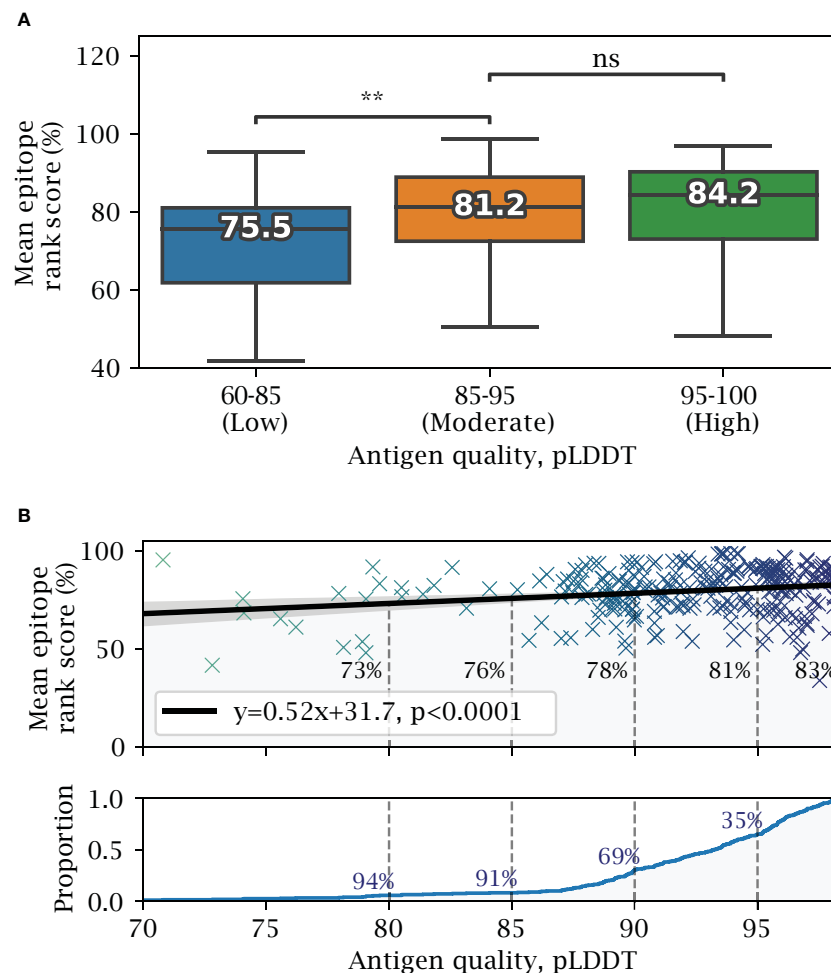 A
Mean epitope
rank score (%)
120
100
80
60
40
**
ns
75.5
81.2
84.2
60-85
(Low)
85-95
(Moderate)
95-100
(High)
Antigen quality, pLDDT
B
Mean epitope
rank score (%)
100
50
0
73%
76%
78%
81%
83%
y=0.52x+31.7, p<0.0001
Proportion
1.0
0.5
0.0
94%
91%
69%
35%
70
75
80
85
90
95
Antigen quality, pLDDT